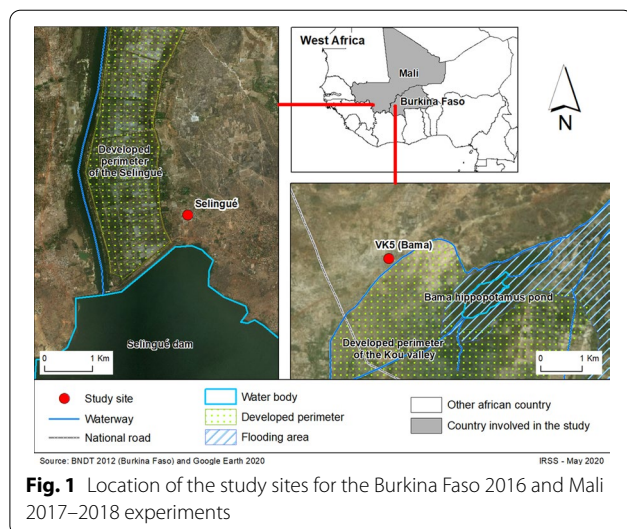 West Africa
Mali
Burkina Faso
N
Developed perimeter
of the Selingué
Selingué
Selingué dam
0 1 Km
VK5 (Bama)
Bama hippopotamus pond
Developed perimeter
of the Kou valley
0 1 Km
Study site
Waterway
National road
Water body
Developed perimeter
Flooding area
Other african country
Country involved in the study
Source: BNDT 2012 (Burkina Faso) and Google Earth 2020
IRSS - May 2020
Fig. 1 Location of the study sites for the Burkina Faso 2016 and Mali
2017–2018 experiments